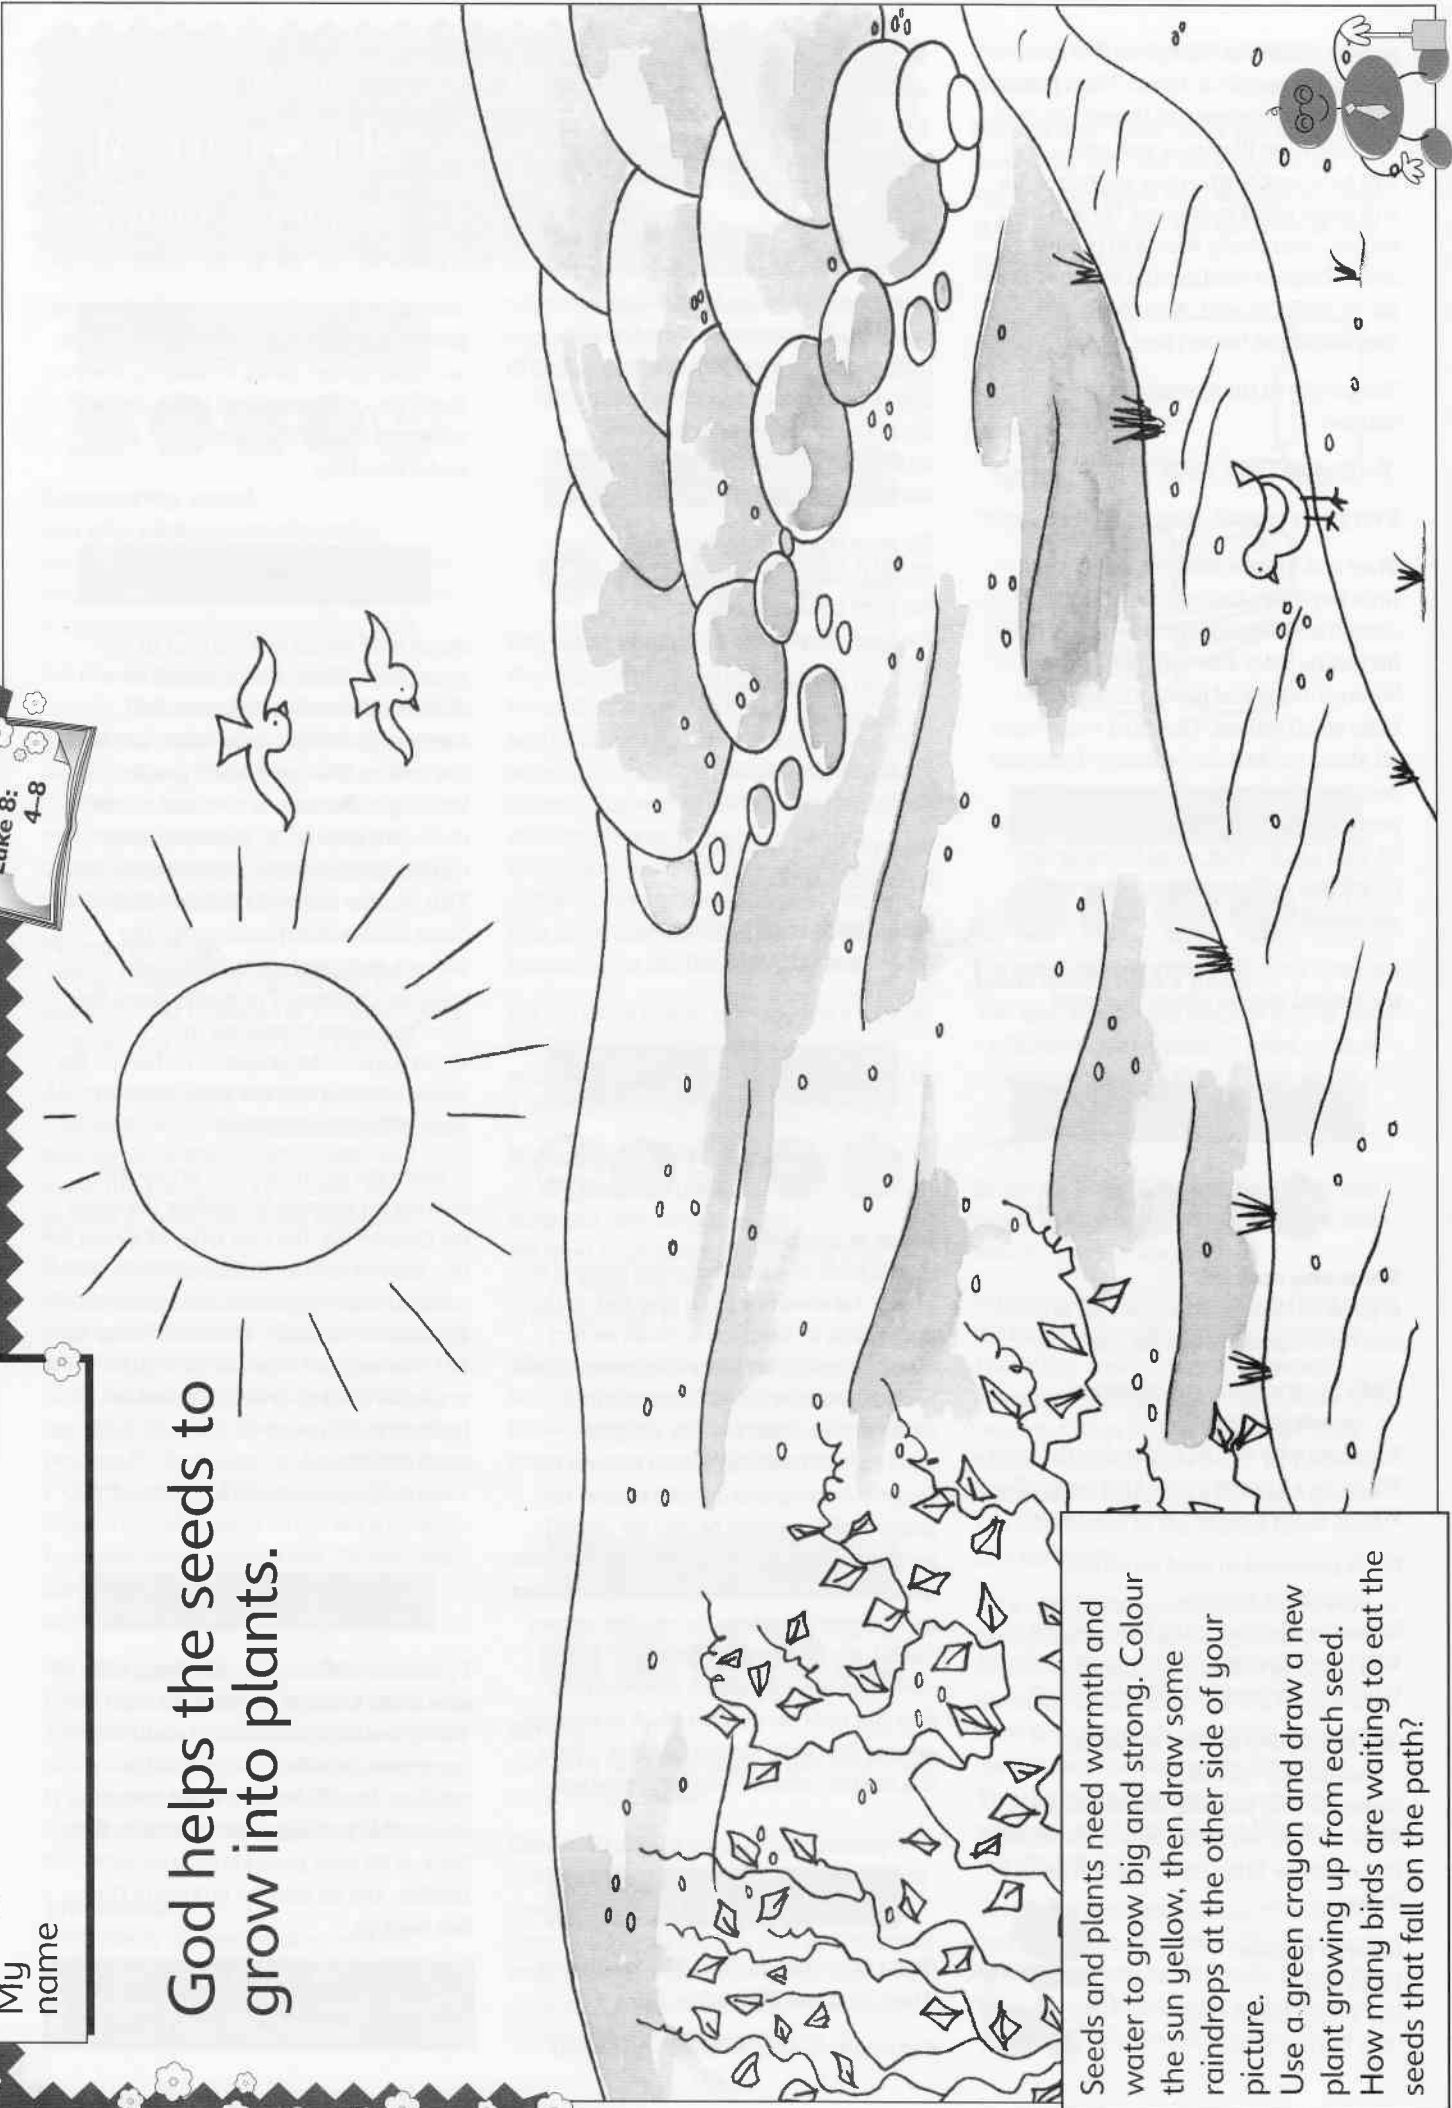 My
name
Luke 8:
4–8
God helps the seeds to
grow into plants.
Seeds and plants need warmth and
water to grow big and strong. Colour
the sun yellow, then draw some
raindrops at the other side of your
picture.
Use a green crayon and draw a new
plant growing up from each seed.
How many birds are waiting to eat the
seeds that fall on the path?